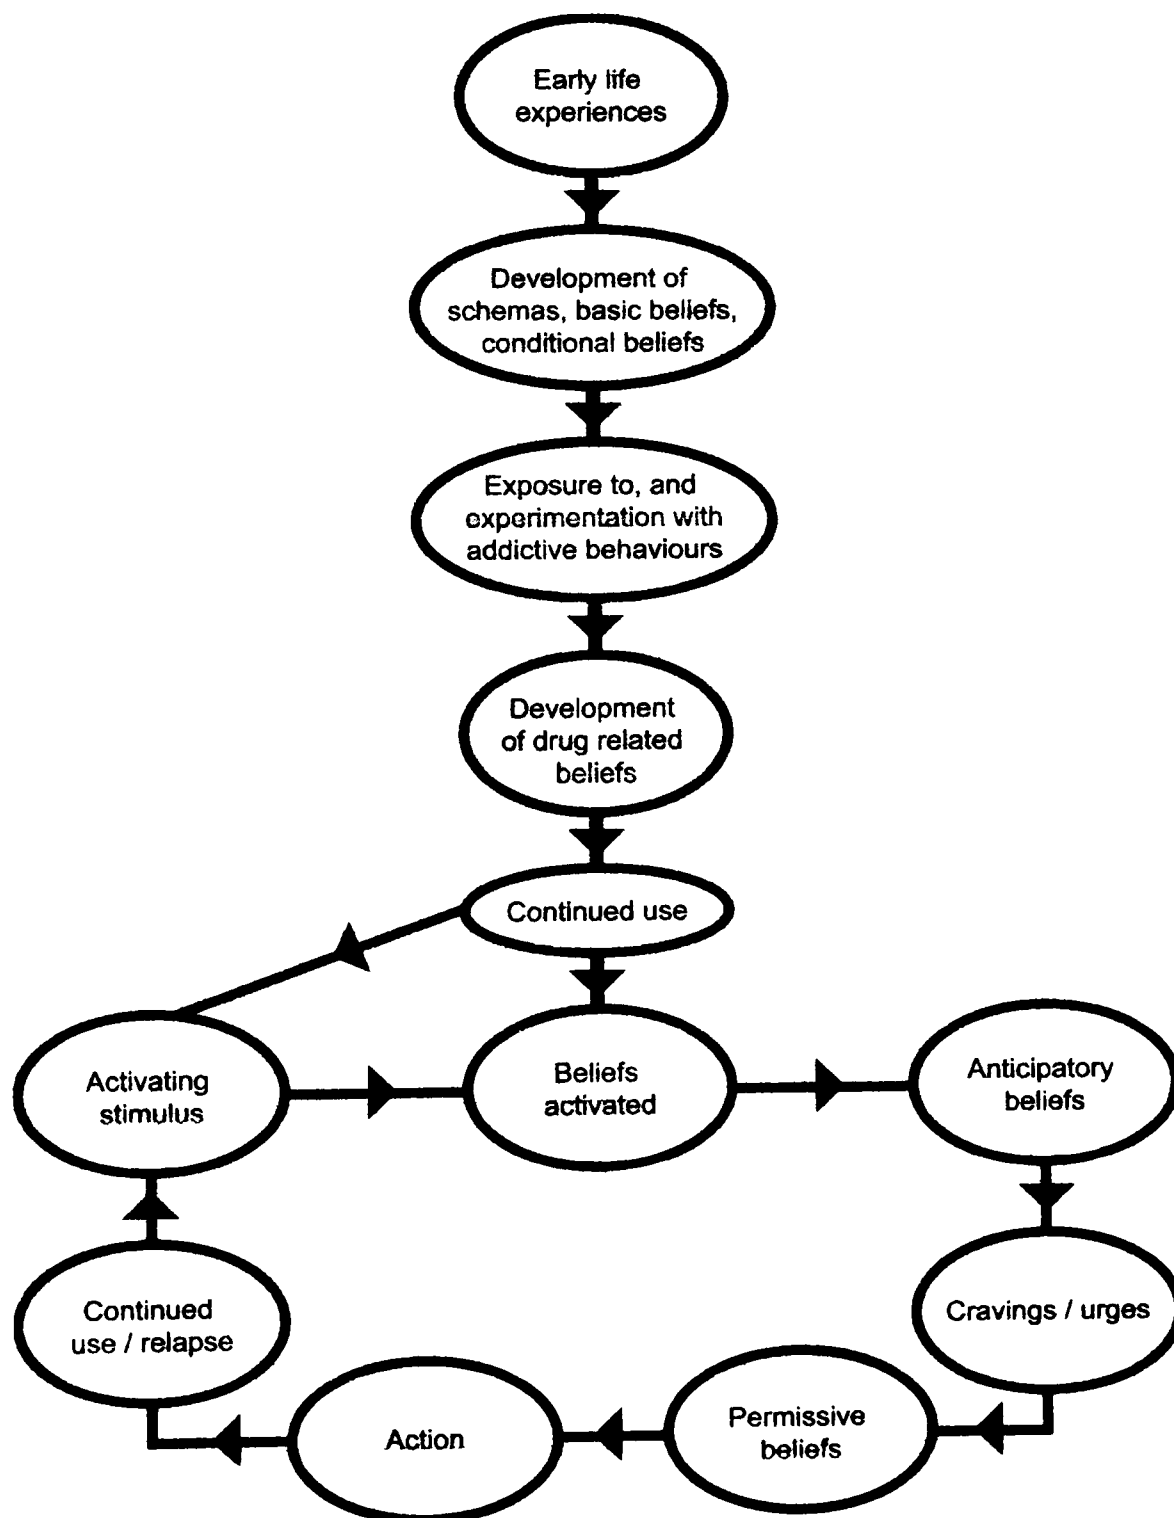 Early life
experiences
Development of
schemas, basic beliefs,
conditional beliefs
Exposure to, and
experimentation with
addictive behaviours
Development
of drug related
beliefs
Continued use
Activating
stimulus
Beliefs
activated
Anticipatory
beliefs
Continued
use / relapse
Cravings / urges
Action
Permissive
beliefs